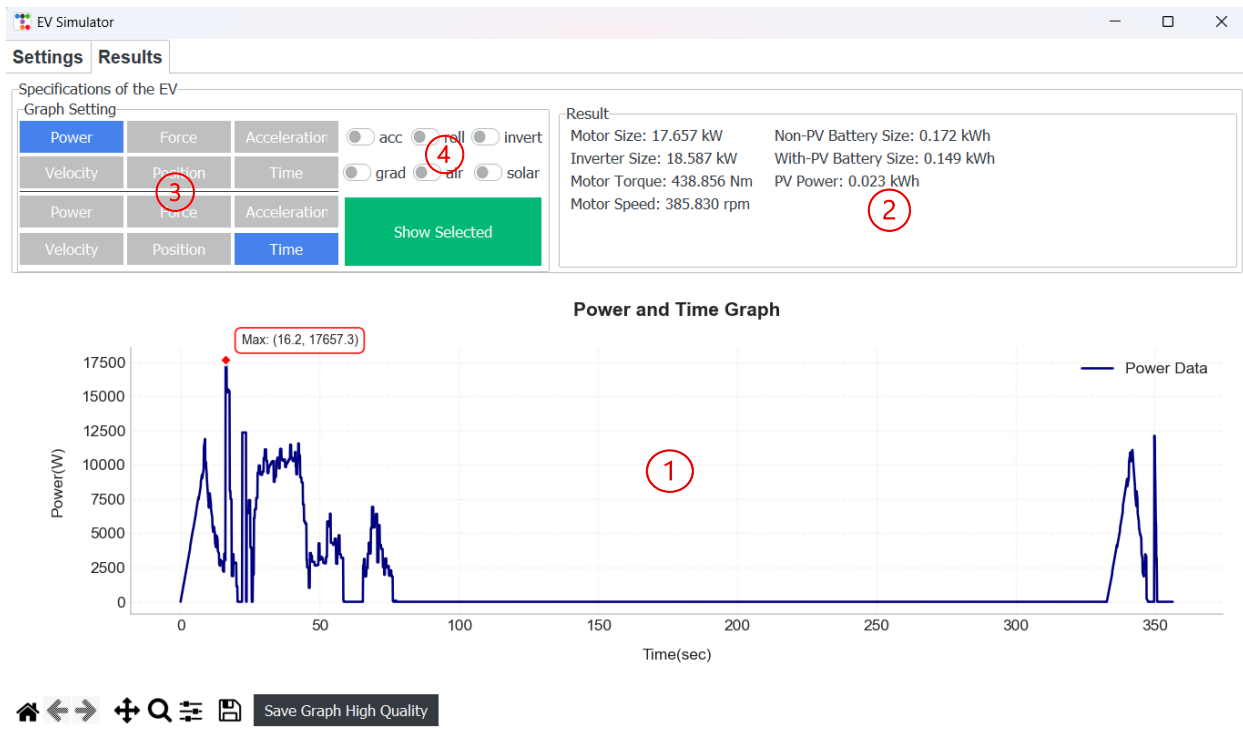 EV Simulator
Settings Results
Specifications of the EV
Graph Setting
Power Force Acceleration acc roll invert
Velocity Position Time grad air solar
Power Force Acceleration
Velocity Position Time
Show Selected
4
3
Result
Motor Size: 17.657 kW Non-PV Battery Size: 0.172 kWh
Inverter Size: 18.587 kW With-PV Battery Size: 0.149 kWh
Motor Torque: 438.856 Nm PV Power: 0.023 kWh
Motor Speed: 385.830 rpm
2
Power and Time Graph
Max: (16.2, 17657.3)
Power Data
17500
15000
12500
10000
7500
5000
2500
0
Power(W)
1
0 50 100 150 200 250 300 350
Time(sec)
Save Graph High Quality